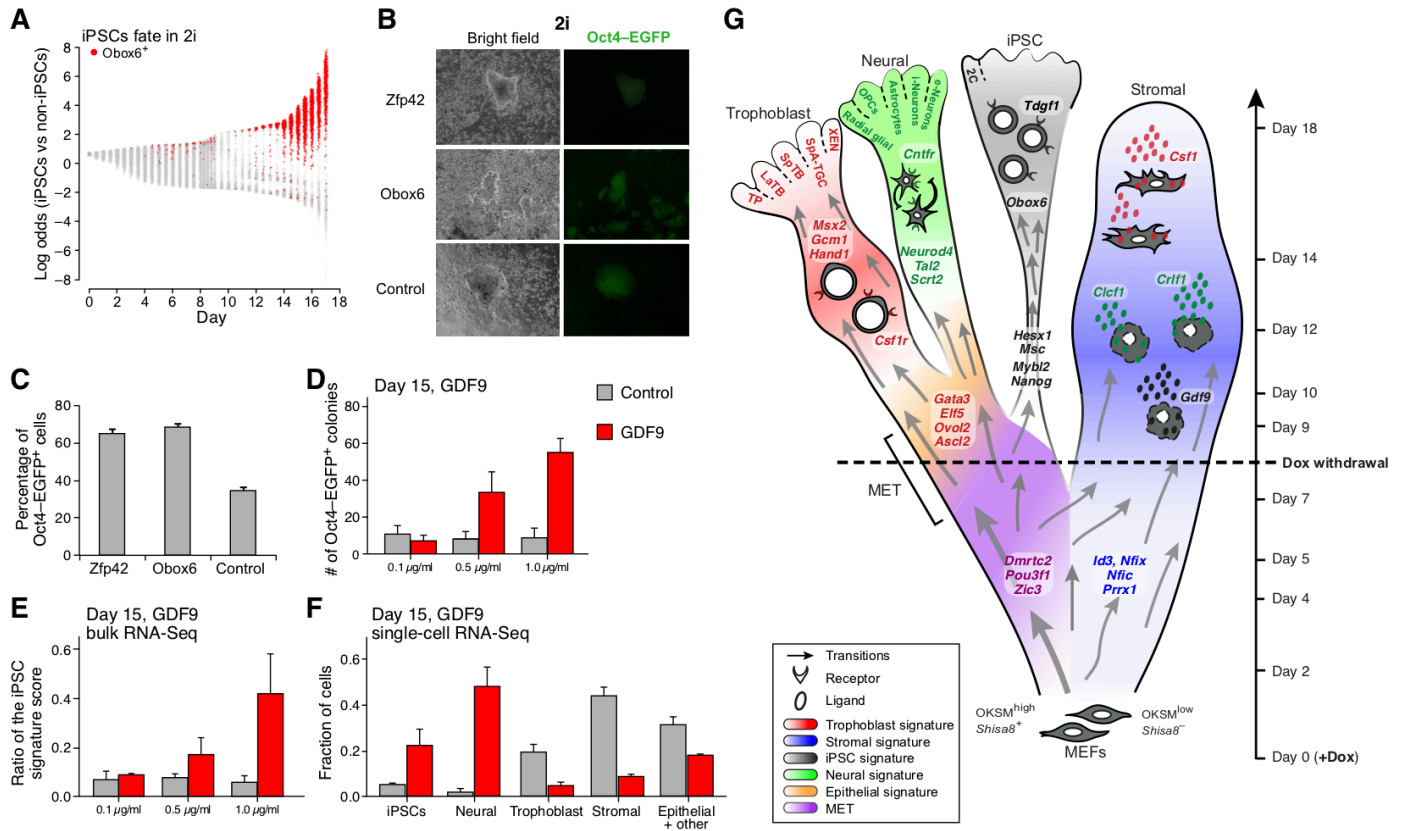 A
iPSCs fate in 2i
Obox6+
Log odds (iPSCs vs non-iPSCs)
8
6
4
2
0
−2
−4
−6
−8
0 2 4 6 8 10 12 14 16 18
Day
B
2i
Bright field
Oct4–EGFP
Zfp42
Obox6
Control
C
Percentage of
Oct4–EGFP+ cells
80
60
40
20
0
Zfp42 Obox6 Control
D
Day 15, GDF9
Control
GDF9
# of Oct4–EGFP+ colonies
80
60
40
20
0
0.1 µg/ml 0.5 µg/ml 1.0 µg/ml
E
Day 15, GDF9
bulk RNA-Seq
Ratio of the iPSC
signature score
0.6
0.4
0.2
0.0
0.1 µg/ml 0.5 µg/ml 1.0 µg/ml
F
Day 15, GDF9
single-cell RNA-Seq
Fraction of cells
0.6
0.4
0.2
0.0
iPSCs Neural Trophoblast Stromal Epithelial
+ other
G
Trophoblast
Neural
iPSC
Stromal
TP
LaTB
SpTB
SpA-TGC
XEN
Radial glial
OPCs
Astrocytes
i-Neurons
e-Neurons
2C
Tdgf1
Obox6
Cntfr
Neurod4
Tal2
Scrt2
Msx2
Gcm1
Hand1
Csf1r
Csf1
Clcf1
Crlf1
Gdf9
Hesx1
Msc
Mybl2
Nanog
Gata3
Elf5
Ovol2
Ascl2
MET
Dmrtc2
Pou3f1
Zic3
Id3, Nfix
Nfic
Prrx1
OKSMhigh
Shisa8+
OKSMlow
Shisa8−
MEFs
Day 18
Day 14
Day 12
Day 10
Day 9
Dox withdrawal
Day 7
Day 5
Day 4
Day 2
Day 0 (+Dox)
Transitions
Receptor
Ligand
Trophoblast signature
Stromal signature
iPSC signature
Neural signature
Epithelial signature
MET